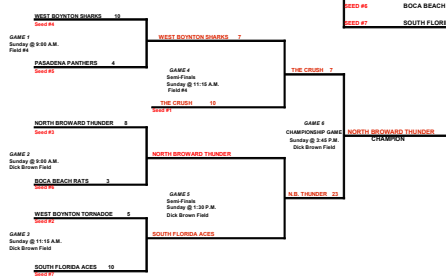 SEED #6 BOCA BEACH
SEED #7
WEST BOYNTON SHARKS 10
Seed #4
GAME 1
Sunday @ 9:00 A.M.
Field #4
WEST BOYNTON SHARKS 7
PASADENA PANTHERS 4
Seed #8
GAME 4
Semi-Finals
Sunday @ 11:15 A.M.
Field #4
THE CRUSH 7
THE CRUSH 10
Seed #1
NORTH BROWARD THUNDER 8
Seed #3
GAME 6
CHAMPIONSHIP GAME
Sunday @ 3:45 P.M.
Dick Brown Field
NORTH BROWARD THUNDER
CHAMPION
GAME 2
Sunday @ 9:00 A.M.
Dick Brown Field
NORTH BROWARD THUNDER
BOCA BEACH RATS 3
Seed #6
GAME 5
Semi-Finals
Sunday @ 1:30 P.M.
Dick Brown Field
N.B. THUNDER 23
WEST BOYNTON TORNADOE 5
Seed #2
GAME 3
Sunday @ 11:15 A.M.
Dick Brown Field
SOUTH FLORIDA ACES
SOUTH FLORIDA ACES 10
Seed #7